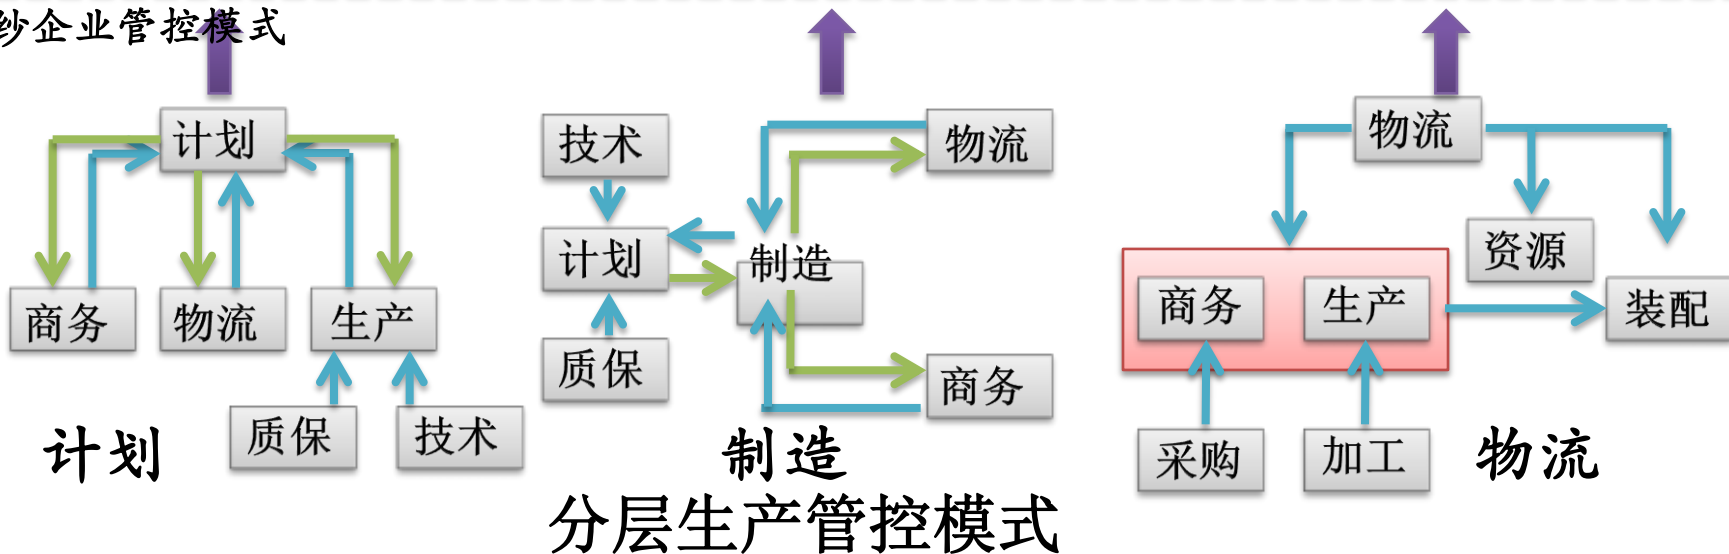 纱企业管控模式
计划
商务
物流
生产
质保
技术
计划
技术
计划
质保
制造
物流
商务
制造
物流
资源
商务
生产
装配
采购
加工
物流
分层生产管控模式